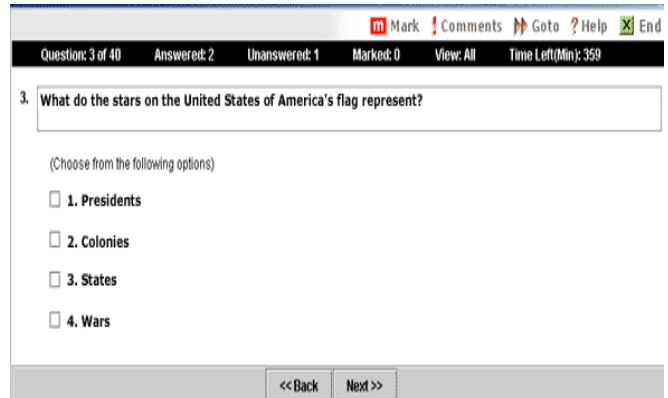 m Mark ! Comments Goto ? Help X End
Question: 3 of 40 Answered: 2 Unanswered: 1 Marked: 0 View: All Time Left(Min): 359
3. What do the stars on the United States of America's flag represent?
(Choose from the following options)
1. Presidents
2. Colonies
3. States
4. Wars
<< Back Next >>